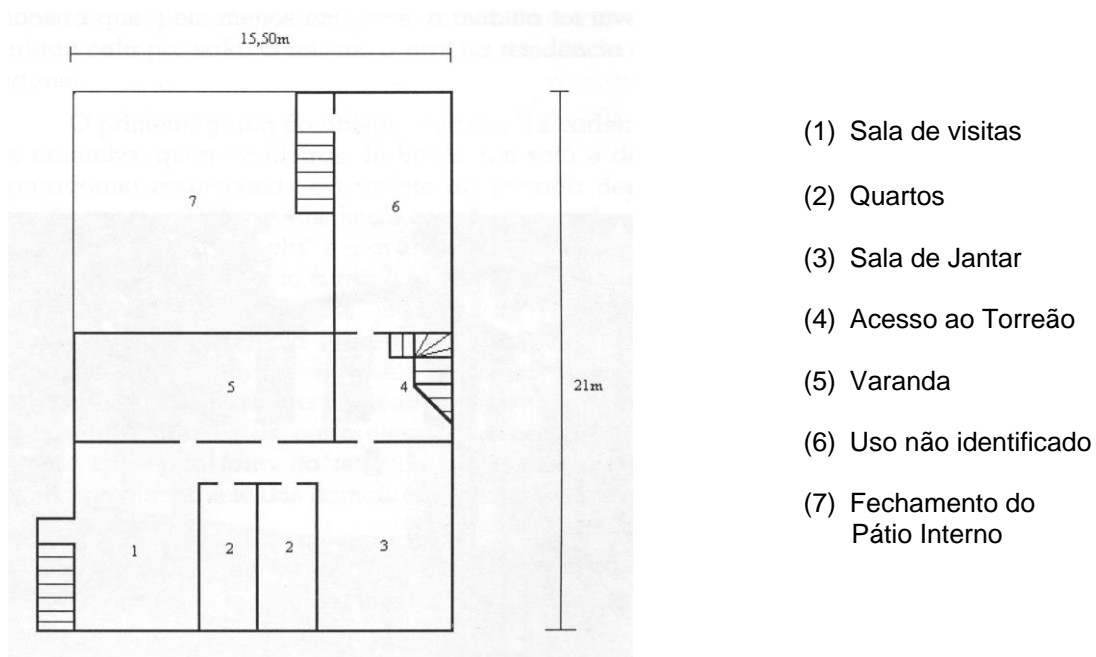 15,50m
7
6
5
4
21m
1
2
2
3
(1) Sala de visitas
(2) Quartos
(3) Sala de Jantar
(4) Acesso ao Torreão
(5) Varanda
(6) Uso não identificado
(7) Fechamento do
Pátio Interno